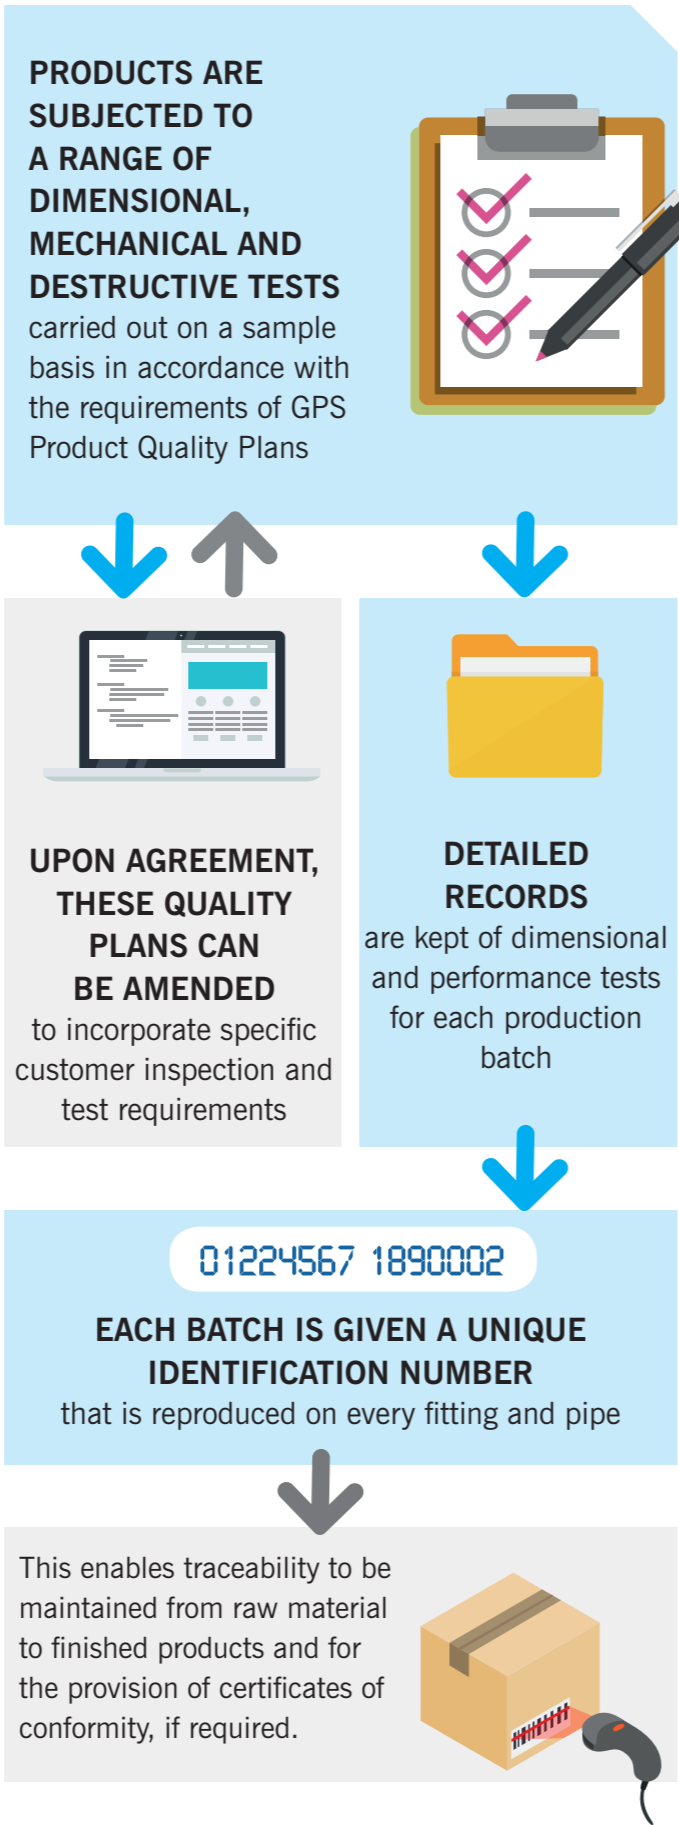 PRODUCTS ARE
SUBJECTED TO
A RANGE OF
DIMENSIONAL,
MECHANICAL AND
DESTRUCTIVE TESTS
carried out on a sample
basis in accordance with
the requirements of GPS
Product Quality Plans
UPON AGREEMENT,
THESE QUALITY
PLANS CAN
BE AMENDED
to incorporate specific
customer inspection and
test requirements
DETAILED
RECORDS
are kept of dimensional
and performance tests
for each production
batch
01224567 1890002
EACH BATCH IS GIVEN A UNIQUE
IDENTIFICATION NUMBER
that is reproduced on every fitting and pipe
This enables traceability to be
maintained from raw material
to finished products and for
the provision of certificates of
conformity, if required.